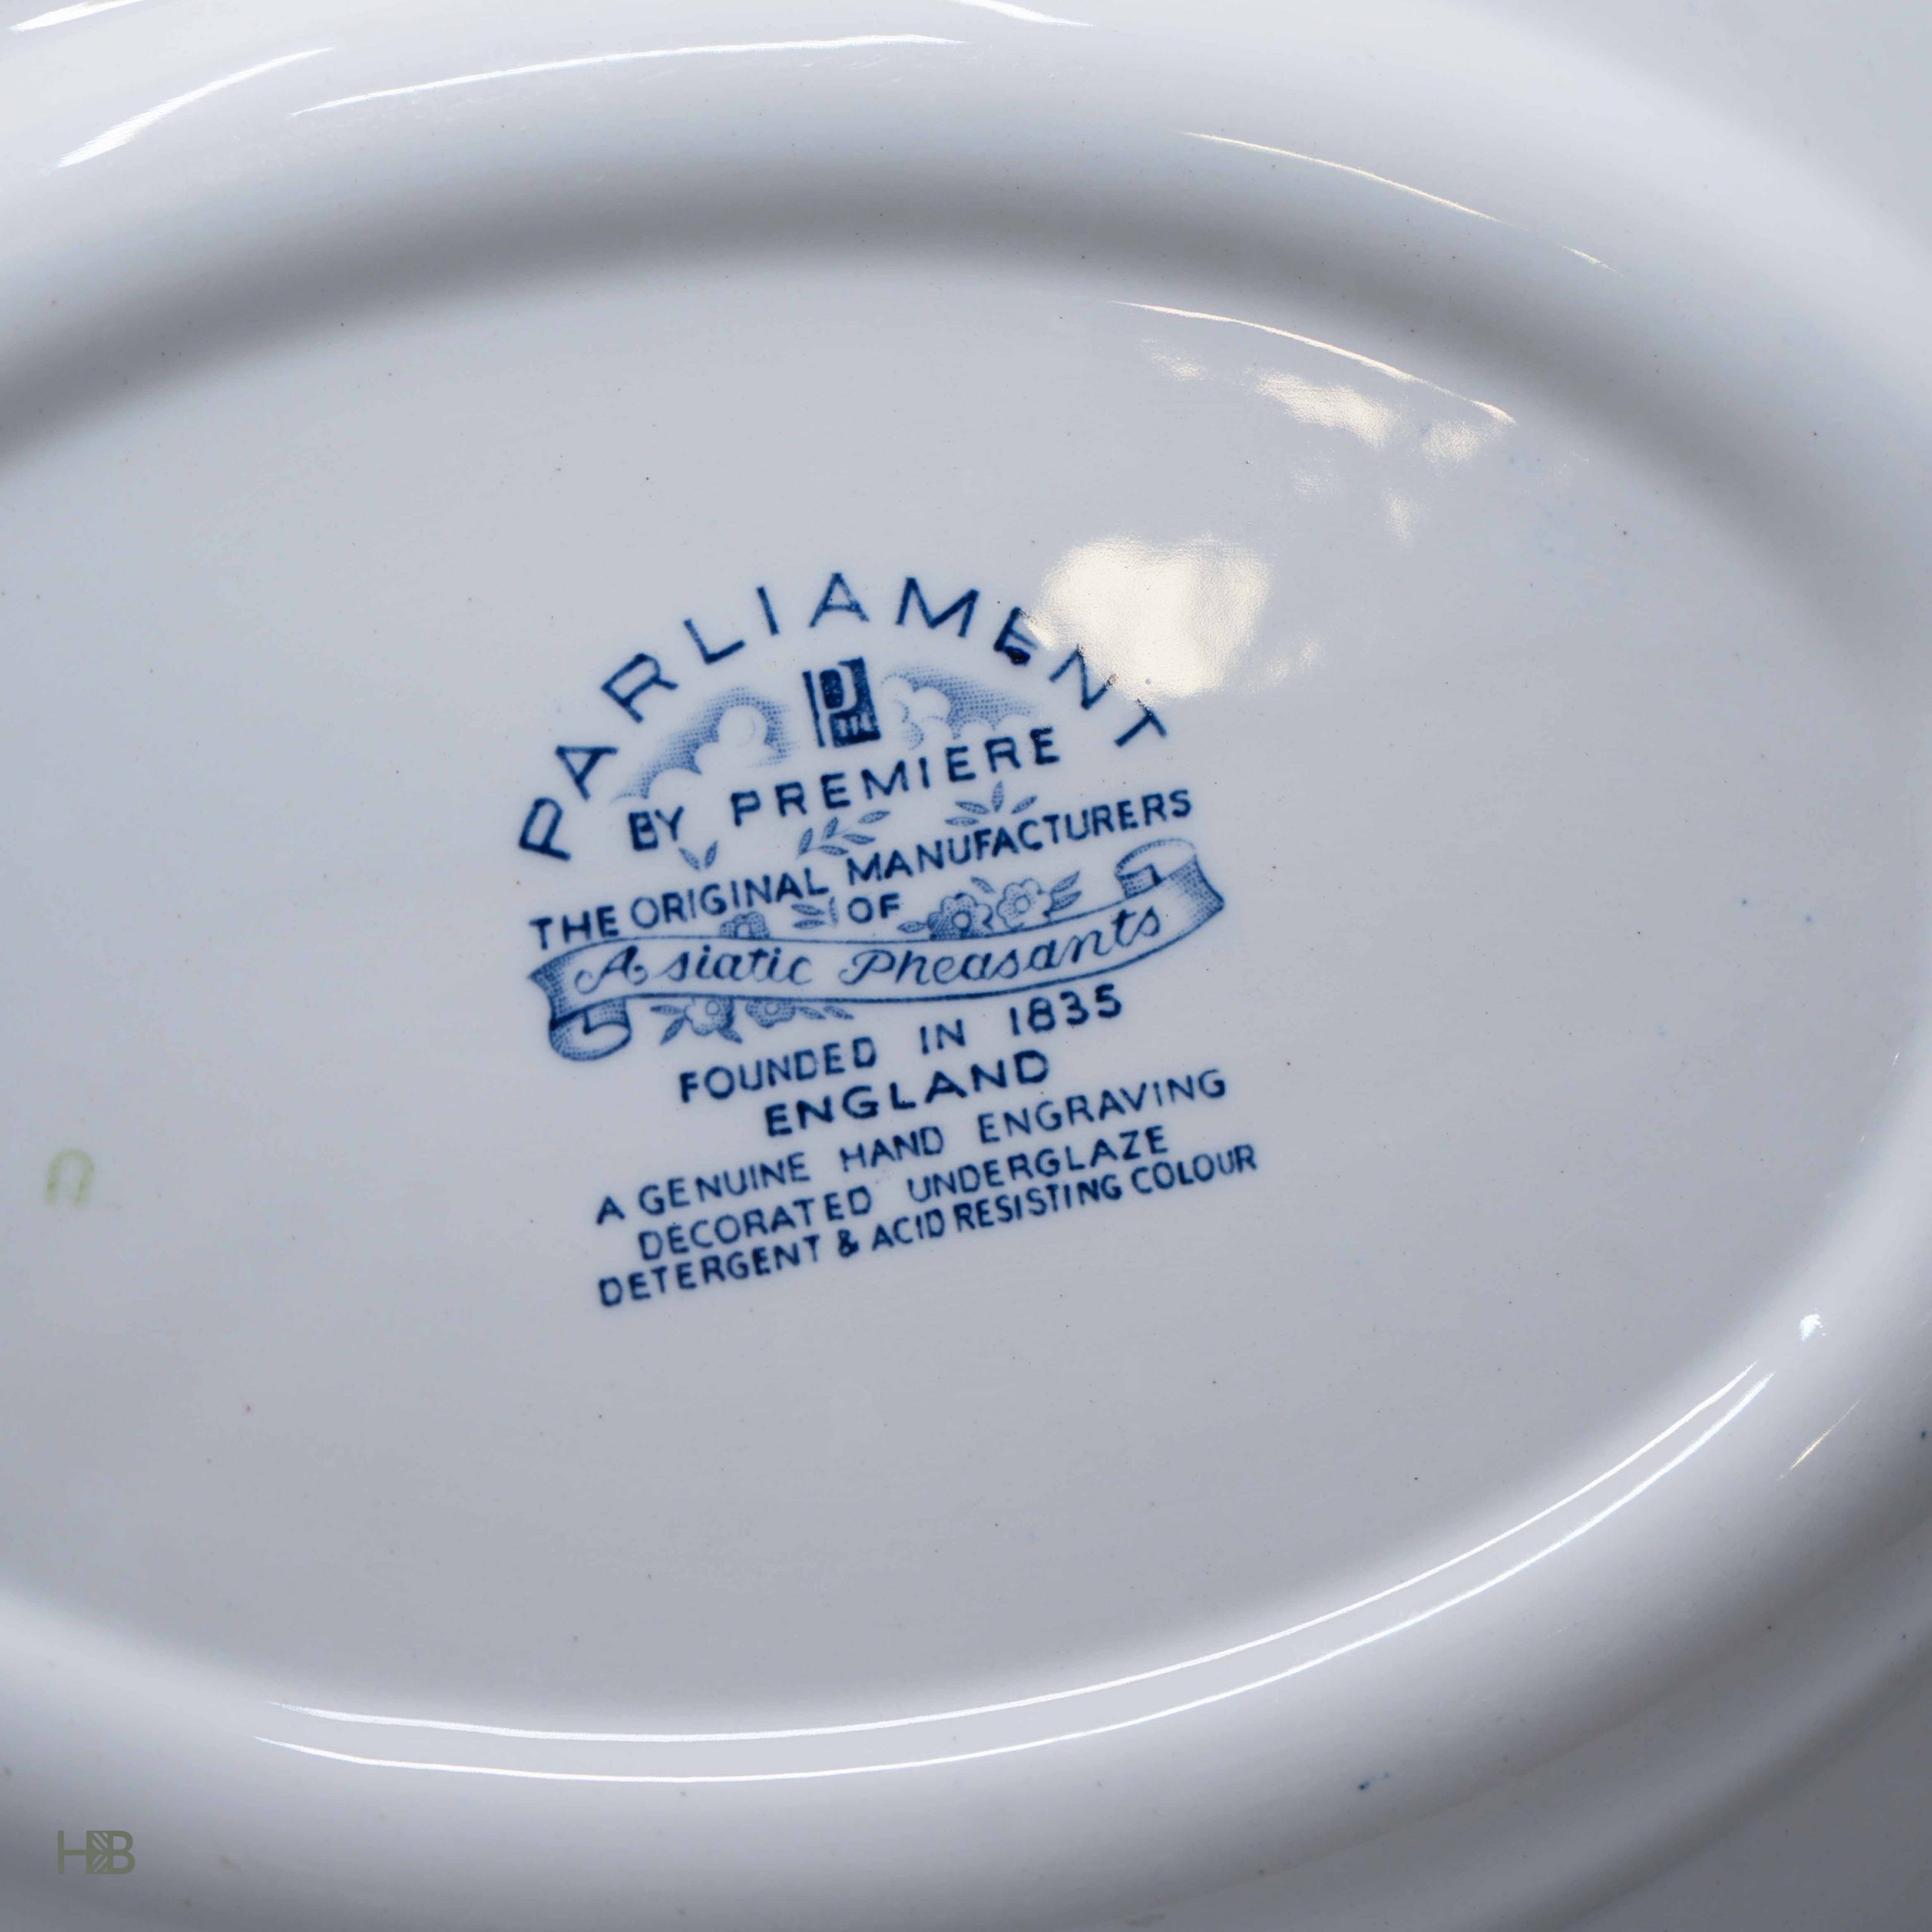 PARLIAMENT
BY PREMIERE
THE ORIGINAL MANUFACTURERS
OF
Asiatic Pheasants
FOUNDED IN 1835
ENGLAND
A GENUINE HAND ENGRAVING
DECORATED UNDERGLAZE
DETERGENT & ACID RESISTING COLOUR